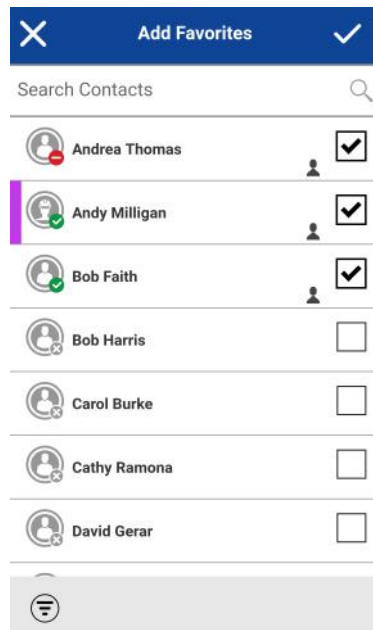 Add Favorites
Search Contacts
Andrea Thomas
Andy Milligan
Bob Faith
Bob Harris
Carol Burke
Cathy Ramona
David Gerar